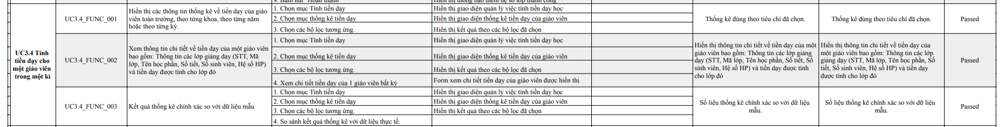 9. Bấm nút "Hoàn thành"
Hiển thị thông báo thêm hệ số lớp thành công
UC3.4 Tính
tiền dạy cho
một giáo viên
trong một kì
UC3.4_FUNC_001
Hiển thị các thông tin thống kê về tiền dạy của giáo
viên toàn trường, theo từng khoa, theo từng năm
hoặc theo từng kỳ.
1. Chọn mục Tính tiền dạy
Hiển thị giao diện quản lý việc tính tiền dạy học
2. Chọn mục thống kê tiền dạy
Hiển thị giao diện thống kê tiền dạy của giáo viên
3. Chọn các bộ lọc tương ứng.
Hiển thị kết quả theo các bộ lọc đã chọn
Thống kê đúng theo tiêu chí đã chọn.
Thống kê đúng theo tiêu chí đã chọn.
Passed
UC3.4_FUNC_002
Xem thông tin chi tiết về tiền dạy của một giáo viên
bao gồm: Thông tin các lớp giảng dạy (STT, Mã
lớp, Tên học phần, Số tiết, Số sinh viên, Hệ số HP)
và tiền dạy được tính cho lớp đó
1. Chọn mục Tính tiền dạy
Hiển thị giao diện quản lý việc tính tiền dạy học
2. Chọn mục thống kê tiền dạy
Hiển thị giao diện thống kê tiền dạy của giáo viên
3. Chọn các bộ lọc tương ứng.
Hiển thị kết quả theo các bộ lọc đã chọn
4. Xem chi tiết tiền dạy của 1 giáo viên bất kỳ
Form xem chi tiết tiền dạy của giáo viên được hiển thị
Hiển thị thông tin chi tiết về tiền dạy của một
giáo viên bao gồm: Thông tin các lớp giảng
dạy (STT, Mã lớp, Tên học phần, Số tiết, Số
sinh viên, Hệ số HP) và tiền dạy được tính
cho lớp đó
Hiển thị thông tin chi tiết về tiền dạy của
một giáo viên bao gồm: Thông tin các lớp
giảng dạy (STT, Mã lớp, Tên học phần, Số
tiết, Số sinh viên, Hệ số HP) và tiền dạy
được tính cho lớp đó
Passed
UC3.4_FUNC_003
Kết quả thống kê chính xác so với dữ liệu mẫu
1. Chọn mục Tính tiền dạy
Hiển thị giao diện quản lý việc tính tiền dạy học
2. Chọn mục thống kê tiền dạy
Hiển thị giao diện thống kê tiền dạy của giáo viên
3. Chọn các bộ lọc tương ứng.
Hiển thị kết quả theo các bộ lọc đã chọn
4. So sánh kết quả thống kê với dữ liệu thực tế.
Số liệu thống kê chính xác so với dữ liệu
mẫu.
Số liệu thống kê chính xác so với dữ liệu
mẫu.
Passed